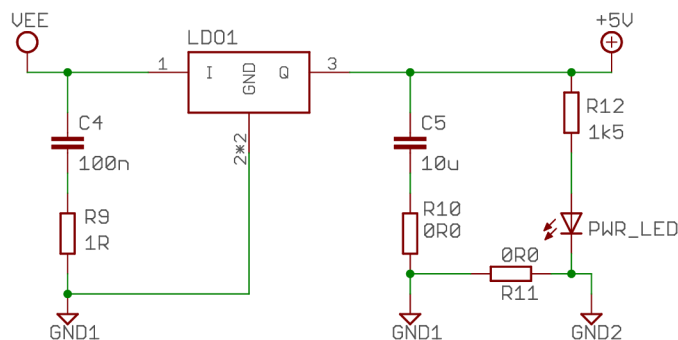 VEE
+5V
LDO1
1
I
GND
Q
3
2*2
C4
100n
R9
1R
C5
10u
R10
0R0
R12
1k5
PWR_LED
0R0
R11
GND1
GND1
GND2